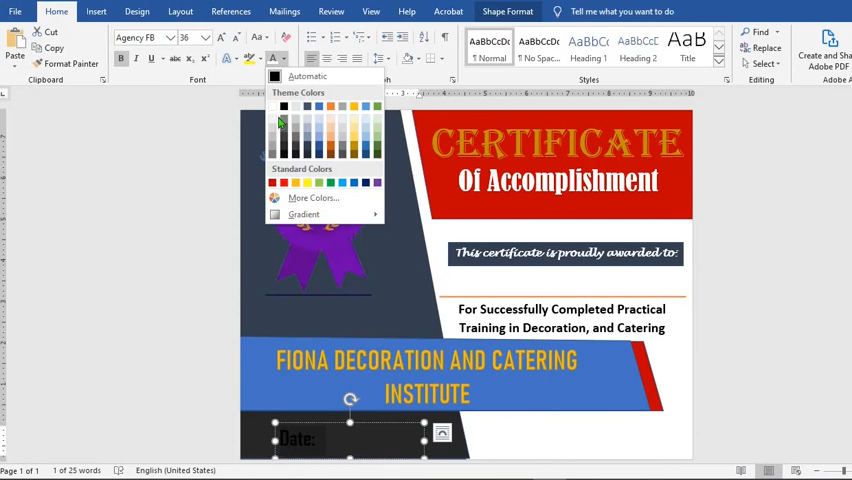 File Home Insert Design Layout References Mailings Review View Help Acrobat Shape Format Tell me what you want to do
Cut
Copy
Format Painter
Paste
Clipboard
Agency FB 36 Aa
B I U
Font
AaBbCcDc AaBbCcDc AaBbCc AaBbCcD AaB
¶ Normal ¶ No Spac... Heading 1 Heading 2 Title
Styles
Find
Replace
Select
Editing
Create and Sha
Adobe PDF
Automatic
Theme Colors
Standard Colors
More Colors...
Gradient
CERTIFICATE
Of Accomplishment
This certificate is proudly awarded to:
For Successfully Completed Practical
Training in Decoration, and Catering
FIONA DECORATION AND CATERING
INSTITUTE
Date:
Page 1 of 1 1 of 25 words English (United States)